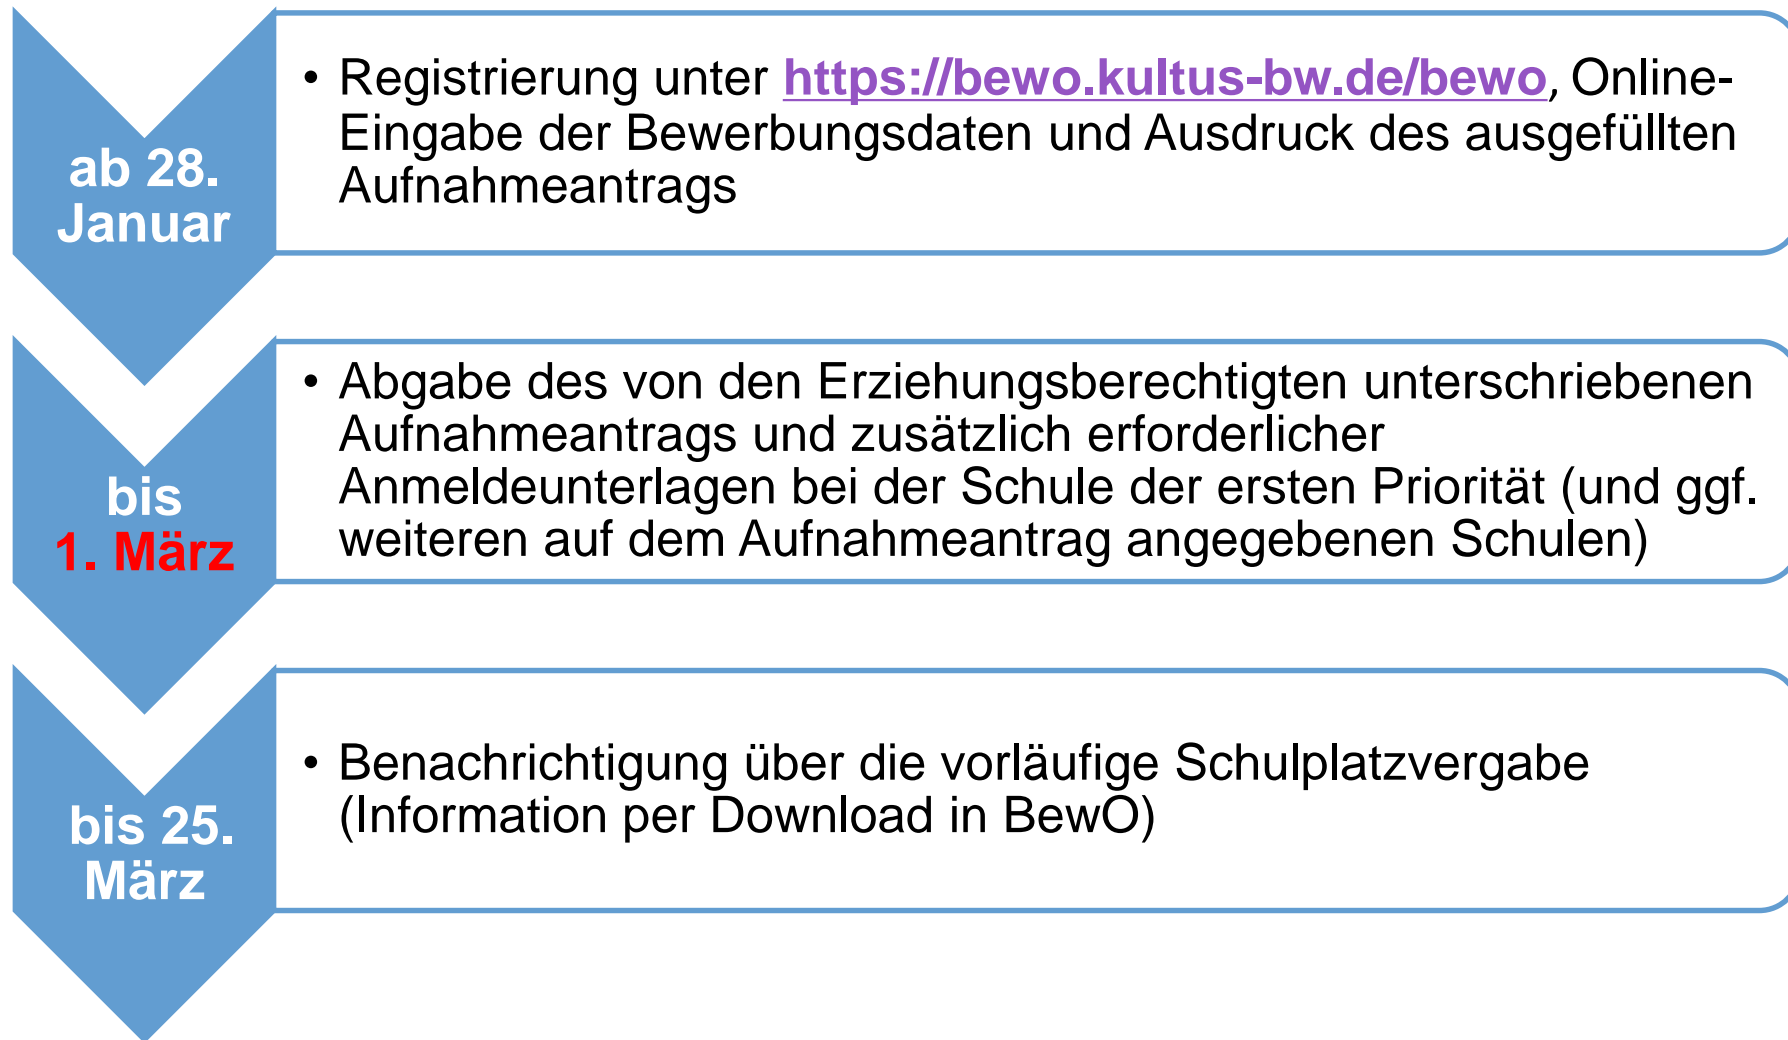 ab 28.
Januar
• Registrierung unter https://bewo.kultus-bw.de/bewo, Online-
Eingabe der Bewerbungsdaten und Ausdruck des ausgefüllten
Aufnahmeantrags
bis
1. März
• Abgabe des von den Erziehungsberechtigten unterschriebenen
Aufnahmeantrags und zusätzlich erforderlicher
Anmeldeunterlagen bei der Schule der ersten Priorität (und ggf.
weiteren auf dem Aufnahmeantrag angegebenen Schulen)
bis 25.
März
• Benachrichtigung über die vorläufige Schulplatzvergabe
(Information per Download in BewO)